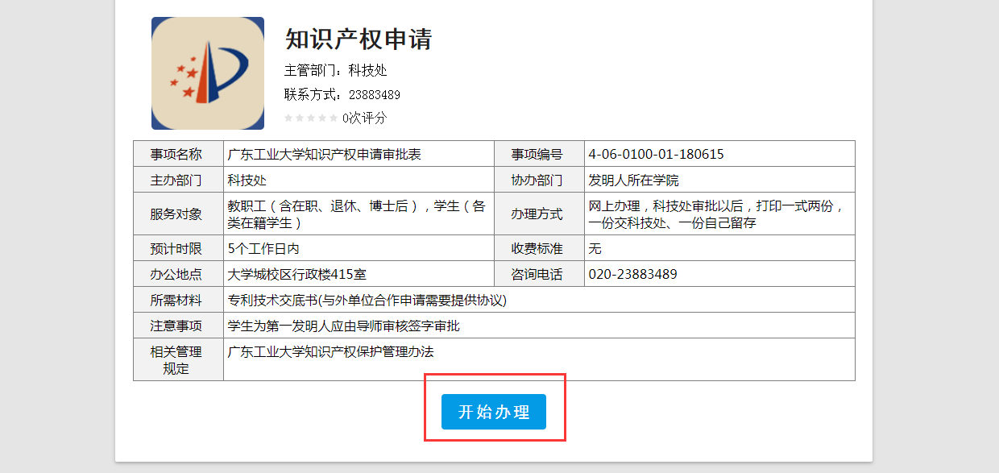 知识产权申请
主管部门：科技处
联系方式：23883489
0次评分
事项名称 广东工业大学知识产权申请审批表 事项编号 4-06-0100-01-180615
主办部门 科技处 协办部门 发明人所在学院
服务对象 教职工（含在职、退休、博士后），学生（各
类在籍学生） 办理方式 网上办理，科技处审批以后，打印一式两份，
一份交科技处、一份自己留存
预计时限 5个工作日内 收费标准 无
办公地点 大学城校区行政楼415室 咨询电话 020-23883489
所需材料 专利技术交底书(与外单位合作申请需要提供协议)
注意事项 学生为第一发明人应由导师审核签字审批
相关管理
规定 广东工业大学知识产权保护管理办法
开始办理